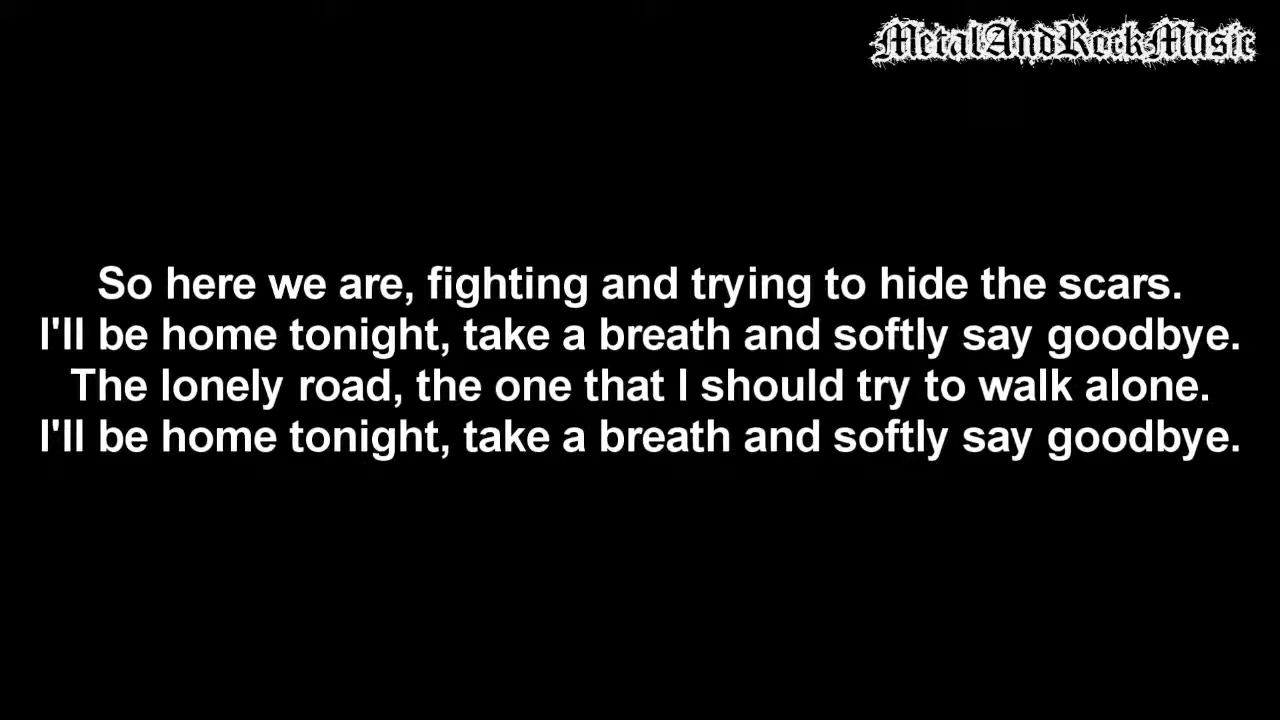 MetalAndRockMusic
So here we are, fighting and trying to hide the scars.
I'll be home tonight, take a breath and softly say goodbye.
The lonely road, the one that I should try to walk alone.
I'll be home tonight, take a breath and softly say goodbye.